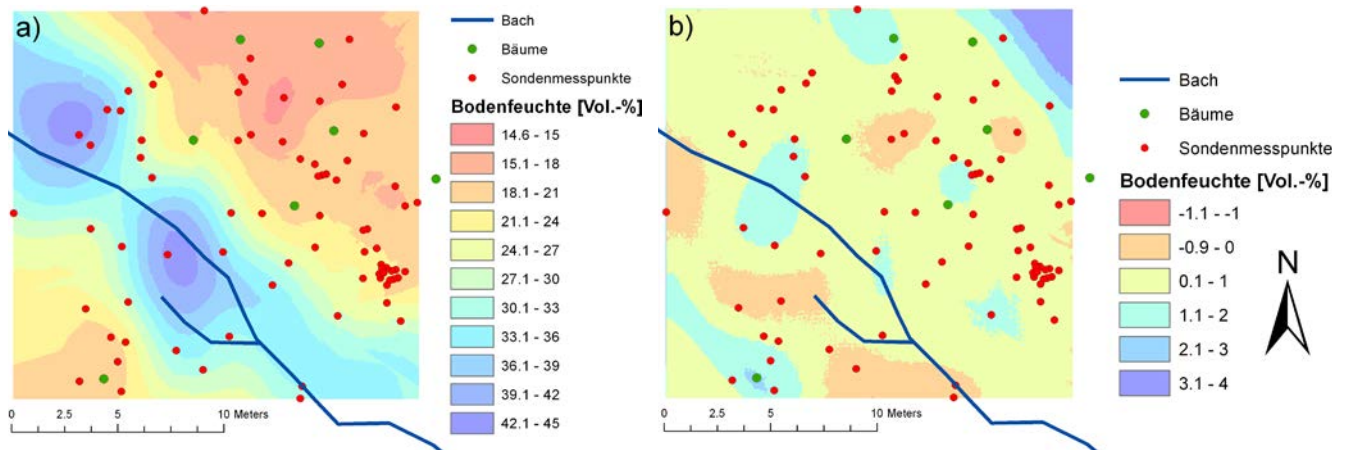 a)
Bach
Bäume
Sondenmesspunkte
Bodenfeuchte [Vol.-%]
14.6 - 15
15.1 - 18
18.1 - 21
21.1 - 24
24.1 - 27
27.1 - 30
30.1 - 33
33.1 - 36
36.1 - 39
39.1 - 42
42.1 - 45
0 2.5 5 10 Meters
b)
Bach
Bäume
Sondenmesspunkte
Bodenfeuchte [Vol.-%]
-1.1 - -1
-0.9 - 0
0.1 - 1
1.1 - 2
2.1 - 3
3.1 - 4
N
0 2.5 5 10 Meters